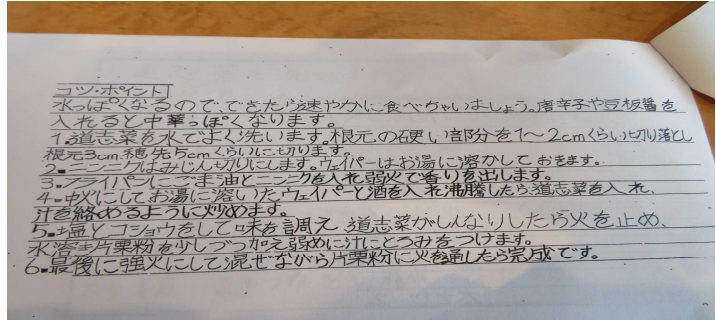 コツ・ポイント
水っぽくなるので、できたら速やかに食べちゃいましょう。唐辛子や豆板醤を
入れると中華っぽくなります。
1.道志菜を水でよく洗います。根元の硬い部分を1〜2cmくらい切り落とし
根元3cm穂先5cmくらいに切ります。
2.ニンニクはみじん切りにします。ウェイパーはお湯に溶かしておきます。
3.フライパンにごま油とニンニクを入れ弱火で香りを出します。
4.中火にしてお湯に溶いたウェイパーと酒を入れ沸騰したら道志菜を入れ、
汁を絡めるように炒めます。
5.塩とコショウをして味を調え、道志菜がしんなりしたら火を止め、
水溶き片栗粉を少しづつ加え弱めに汁にとろみをつけます。
6.最後に強火にして混ぜながら片栗粉に火を通したら完成です。